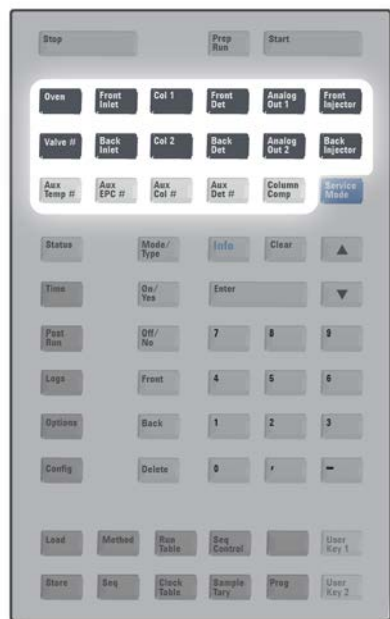 Stop Prep Run Start
Oven Front Inlet Col 1 Front Det Analog Out 1 Front Injector
Valve # Back Inlet Col 2 Back Det Analog Out 2 Back Injector
Aux Temp # Aux EPC # Aux Col # Aux Det # Column Comp Service Mode
Status Mode/ Type Info Clear ▲
Time On/ Yes Enter ▼
Post Run Off/ No 7 8 9
Logs Front 4 5 6
Options Back 1 2 3
Config Delete 0 , -
Load Method Run Table Seq Control User Key 1
Store Seq Clock Table Sample Tary Prog User Key 2